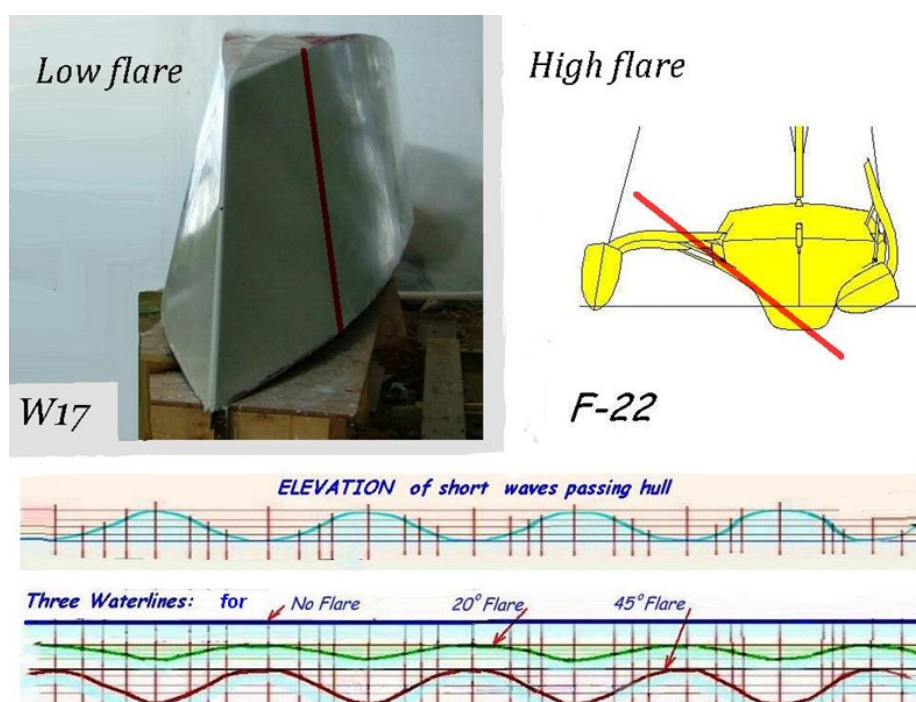 Low flare
High flare
W17
F-22
ELEVATION of short waves passing hull
Three Waterlines: for No Flare 20° Flare 45° Flare